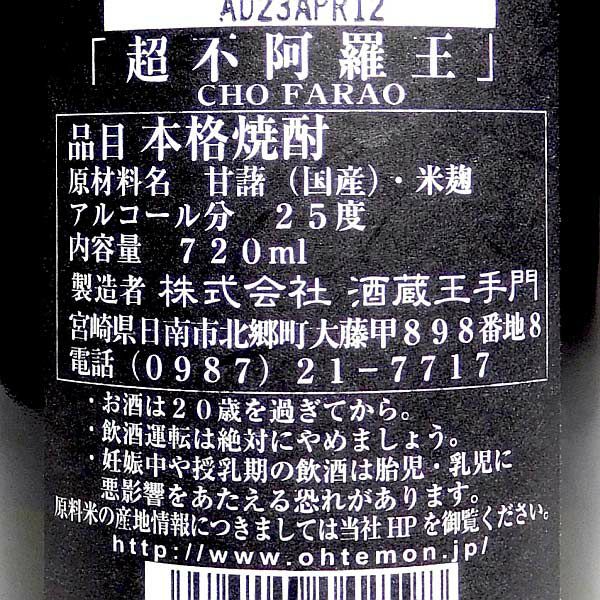 AD23APR12
「超不阿羅王」
CHO FARAO
品目 本格焼酎
原材料名 甘藷（国産）・米麹
アルコール分 ２５度
内容量 ７２０ml
製造者 株式会社 酒蔵王手門
宮崎県日南市北郷町大藤甲８９８番地８
電話（０９８７）２１－７７１７
・お酒は２０歳を過ぎてから。
・飲酒運転は絶対にやめましょう。
・妊娠中や授乳期の飲酒は胎児・乳児に
悪影響をあたえる恐れがあります。
原料米の産地情報につきましては当社HPを御覧ください。
http://www.ohtemon.jp/